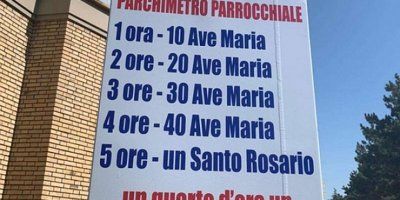 PARCHIMETRO PARROCCHIALE
1 ora - 10 Ave Maria
2 ore - 20 Ave Maria
3 ore - 30 Ave Maria
4 ore - 40 Ave Maria
5 ore - un Santo Rosario
un quarto d'ora un